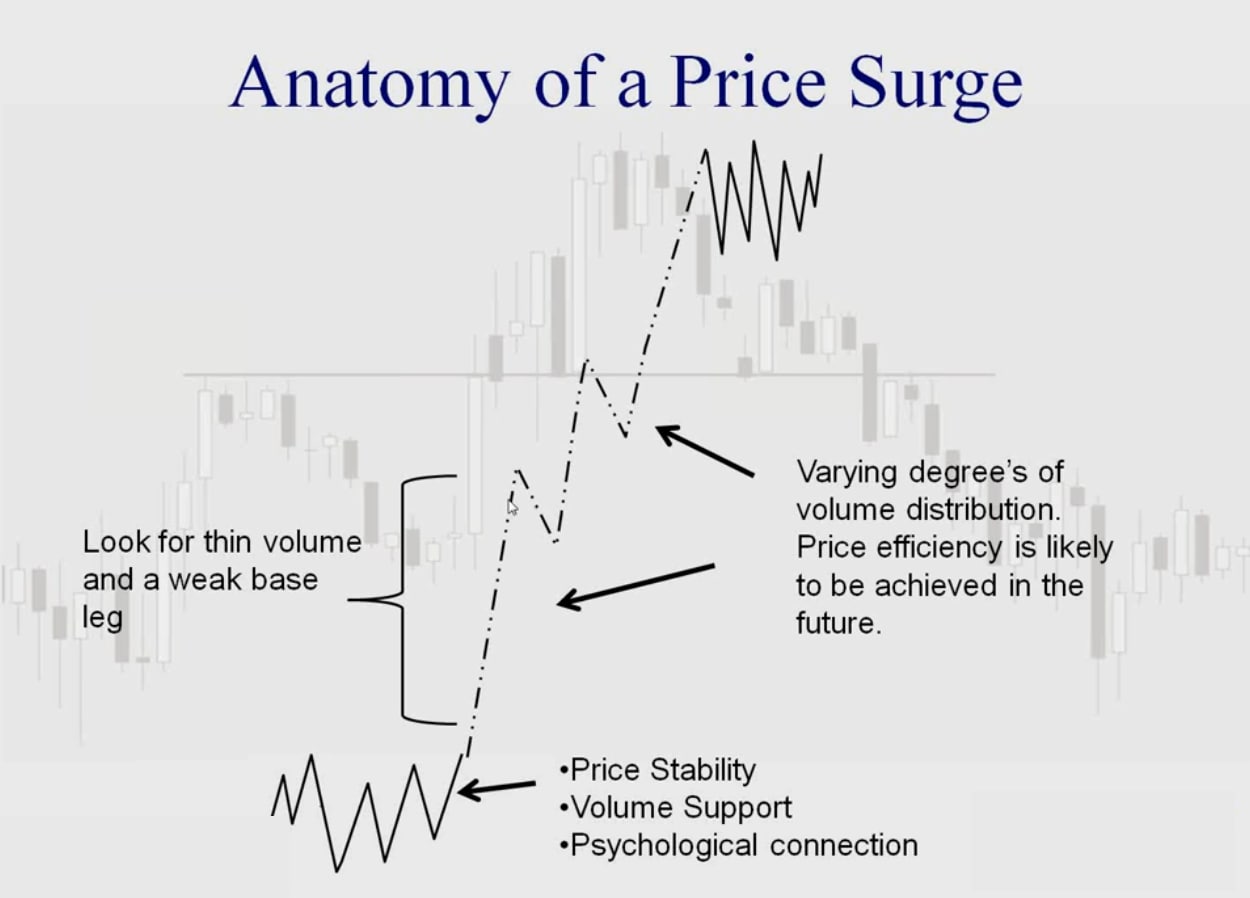 Anatomy of a Price Surge
Look for thin volume
and a weak base
leg
Varying degree's of
volume distribution.
Price efficiency is likely
to be achieved in the
future.
•Price Stability
•Volume Support
•Psychological connection